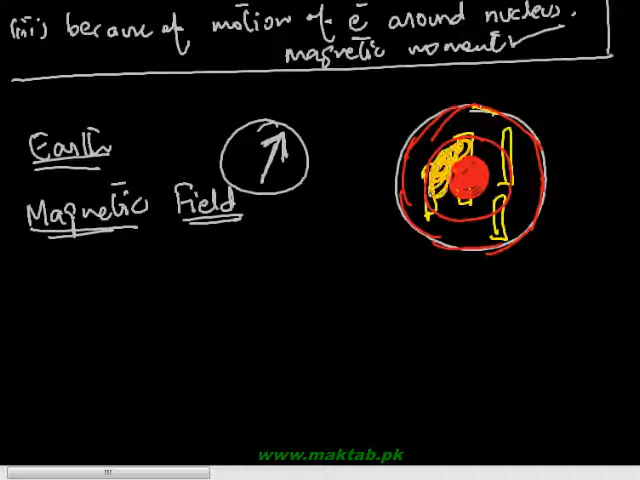 (iii) because of motion of ē around nucleus.
magnetic moment
Earth
Magnetic Field
www.maktab.pk